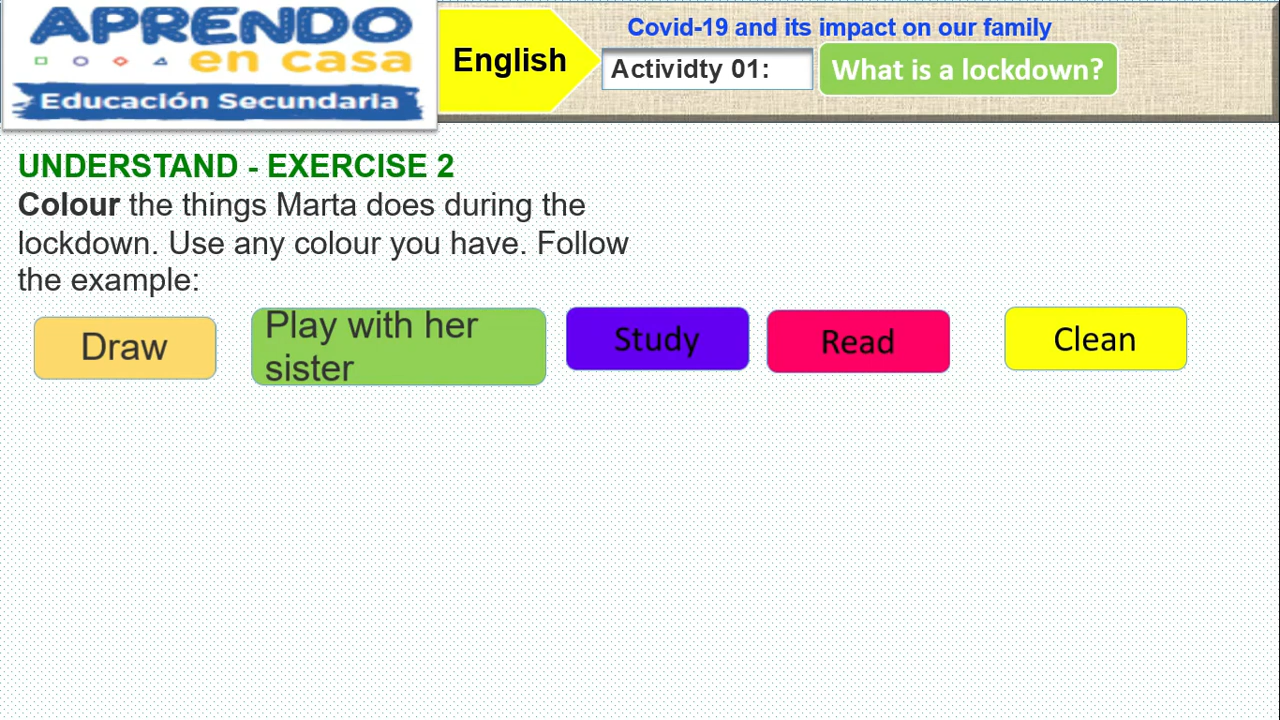 APRENDO
en casa
Educación Secundaria
English
Covid-19 and its impact on our family
Activiidty 01:
What is a lockdown?
UNDERSTAND - EXERCISE 2
Colour the things Marta does during the
lockdown. Use any colour you have. Follow
the example:
Draw
Play with her
sister
Study
Read
Clean